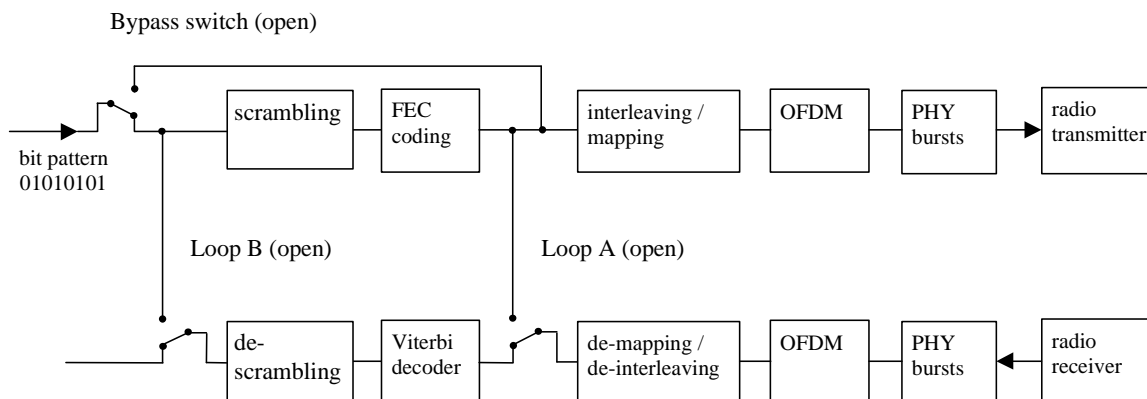 Bypass switch (open)
scrambling
FEC
coding
interleaving /
mapping
OFDM
PHY
bursts
radio
transmitter
bit pattern
01010101
Loop B (open)
Loop A (open)
de-
scrambling
Viterbi
decoder
de-mapping /
de-interleaving
OFDM
PHY
bursts
radio
receiver